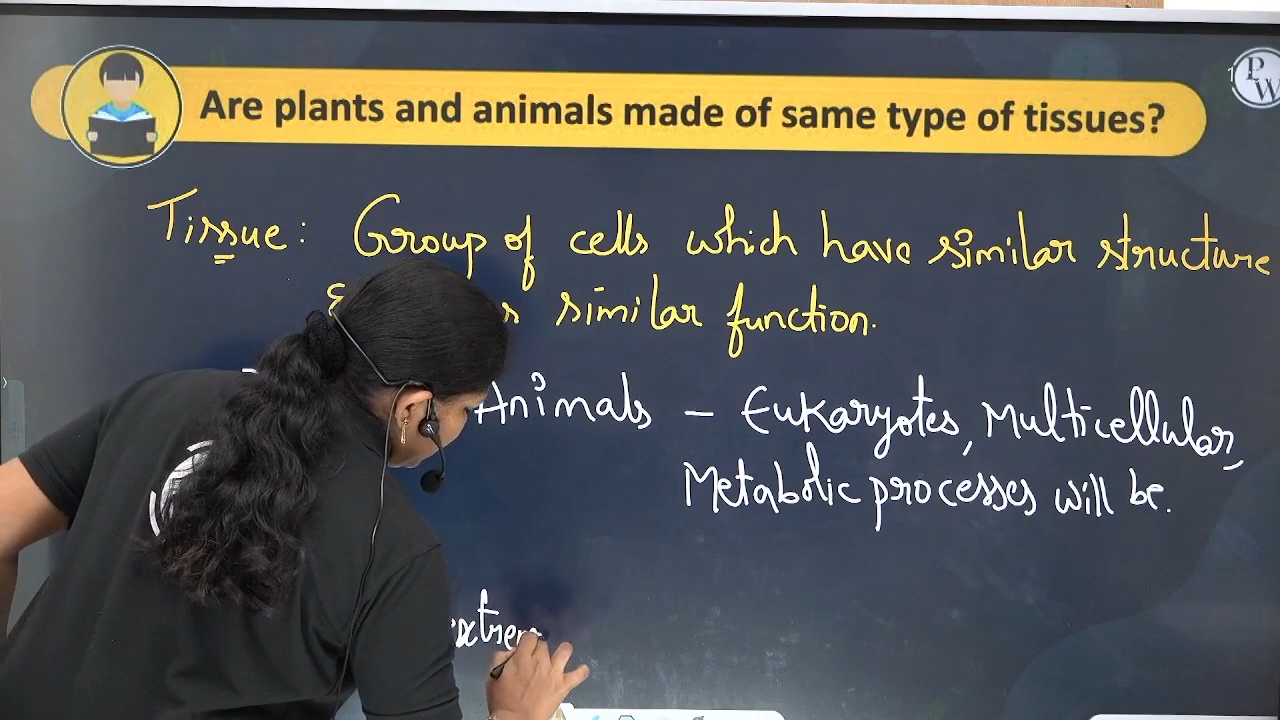 Are plants and animals made of same type of tissues?
PW
Tissue: Group of cells which have similar structure
similar function.
Animals - Eukaryotes, Multicellular,
Metabolic processes will be.